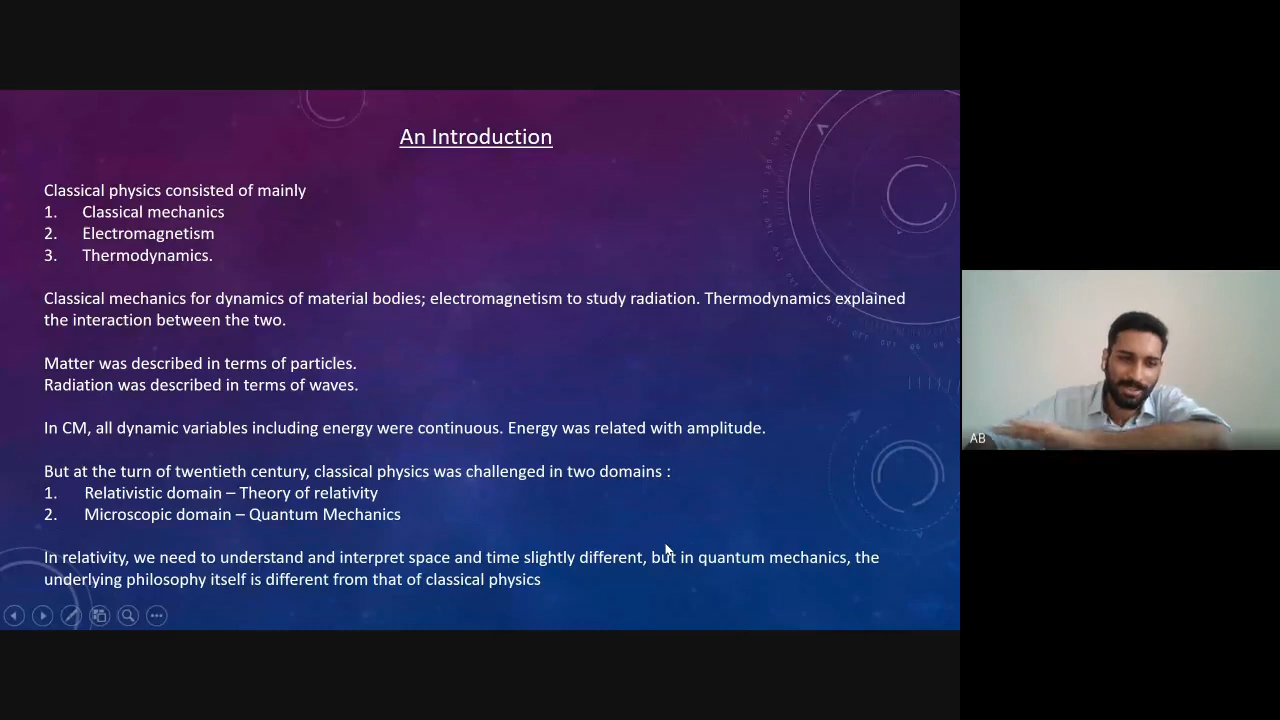 An Introduction
Classical physics consisted of mainly
1. Classical mechanics
2. Electromagnetism
3. Thermodynamics.
Classical mechanics for dynamics of material bodies; electromagnetism to study radiation. Thermodynamics explained
the interaction between the two.
Matter was described in terms of particles.
Radiation was described in terms of waves.
In CM, all dynamic variables including energy were continuous. Energy was related with amplitude.
But at the turn of twentieth century, classical physics was challenged in two domains :
1. Relativistic domain – Theory of relativity
2. Microscopic domain – Quantum Mechanics
In relativity, we need to understand and interpret space and time slightly different, but in quantum mechanics, the
underlying philosophy itself is different from that of classical physics
AB